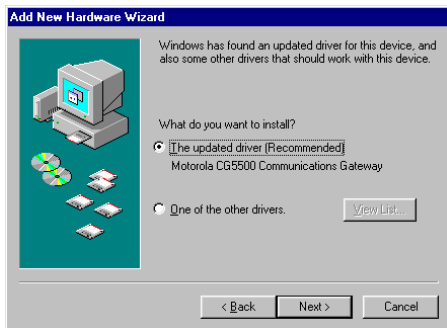 Add New Hardware Wizard
Windows has found an updated driver for this device, and
also some other drivers that should work with this device.
What do you want to install?
The updated driver (Recommended)
Motorola CG5500 Communications Gateway
One of the other drivers.
View List...
< Back
Next >
Cancel